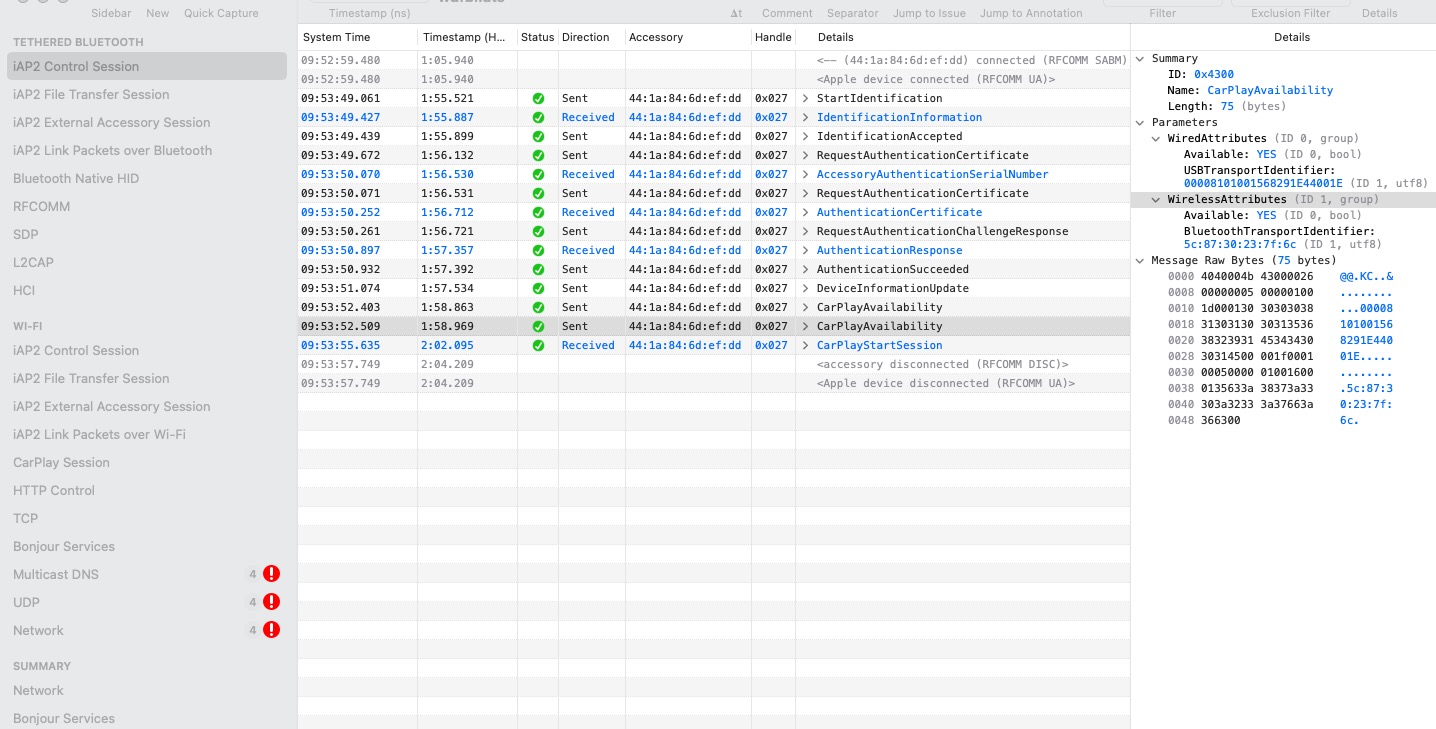 Sidebar New Quick Capture Timestamp (ns) Δt Comment Separator Jump to Issue Jump to Annotation Filter Exclusion Filter Details
TETHERED BLUETOOTH
iAP2 Control Session
iAP2 File Transfer Session
iAP2 External Accessory Session
iAP2 Link Packets over Bluetooth
Bluetooth Native HID
RFCOMM
SDP
L2CAP
HCI
WI-FI
iAP2 Control Session
iAP2 File Transfer Session
iAP2 External Accessory Session
iAP2 Link Packets over Wi-Fi
CarPlay Session
HTTP Control
TCP
Bonjour Services
Multicast DNS 4
UDP 4
Network 4
SUMMARY
Network
Bonjour Services
System Time Timestamp (H... Status Direction Accessory Handle Details
09:52:59.480 1:05.940 <—— (44:1a:84:6d:ef:dd) connected (RFCOMM SABM)
09:52:59.480 1:05.940 <Apple device connected (RFCOMM UA)>
09:53:49.061 1:55.521 Sent 44:1a:84:6d:ef:dd 0x027 > StartIdentification
09:53:49.427 1:55.887 Received 44:1a:84:6d:ef:dd 0x027 > IdentificationInformation
09:53:49.439 1:55.899 Sent 44:1a:84:6d:ef:dd 0x027 > IdentificationAccepted
09:53:49.672 1:56.132 Sent 44:1a:84:6d:ef:dd 0x027 > RequestAuthenticationCertificate
09:53:50.070 1:56.530 Received 44:1a:84:6d:ef:dd 0x027 > AccessoryAuthenticationSerialNumber
09:53:50.071 1:56.531 Sent 44:1a:84:6d:ef:dd 0x027 > RequestAuthenticationCertificate
09:53:50.252 1:56.712 Received 44:1a:84:6d:ef:dd 0x027 > AuthenticationCertificate
09:53:50.261 1:56.721 Sent 44:1a:84:6d:ef:dd 0x027 > RequestAuthenticationChallengeResponse
09:53:50.897 1:57.357 Received 44:1a:84:6d:ef:dd 0x027 > AuthenticationResponse
09:53:50.932 1:57.392 Sent 44:1a:84:6d:ef:dd 0x027 > AuthenticationSucceeded
09:53:51.074 1:57.534 Sent 44:1a:84:6d:ef:dd 0x027 > DeviceInformationUpdate
09:53:52.403 1:58.863 Sent 44:1a:84:6d:ef:dd 0x027 > CarPlayAvailability
09:53:52.509 1:58.969 Sent 44:1a:84:6d:ef:dd 0x027 > CarPlayAvailability
09:53:55.635 2:02.095 Received 44:1a:84:6d:ef:dd 0x027 > CarPlayStartSession
09:53:57.749 2:04.209 <accessory disconnected (RFCOMM DISC)>
09:53:57.749 2:04.209 <Apple device disconnected (RFCOMM UA)>
Details
Summary
ID: 0x4300
Name: CarPlayAvailability
Length: 75 (bytes)
Parameters
WiredAttributes (ID 0, group)
Available: YES (ID 0, bool)
USBTransportIdentifier:
00008101001568291E44001E (ID 1, utf8)
WirelessAttributes (ID 1, group)
Available: YES (ID 0, bool)
BluetoothTransportIdentifier:
5c:87:30:23:7f:6c (ID 1, utf8)
Message Raw Bytes (75 bytes)
0000 4040004b 43000026 @@.KC..&
0008 00000005 00000100 ........
0010 1d000130 30303038 ...00008
0018 31303130 30313536 10100156
0020 38323931 45343430 8291E440
0028 30314500 001f0001 01E.....
0030 00050000 01001600 ........
0038 0135633a 38373a33 .5c:87:3
0040 303a3233 3a37663a 0:23:7f:
0048 366300 6c.